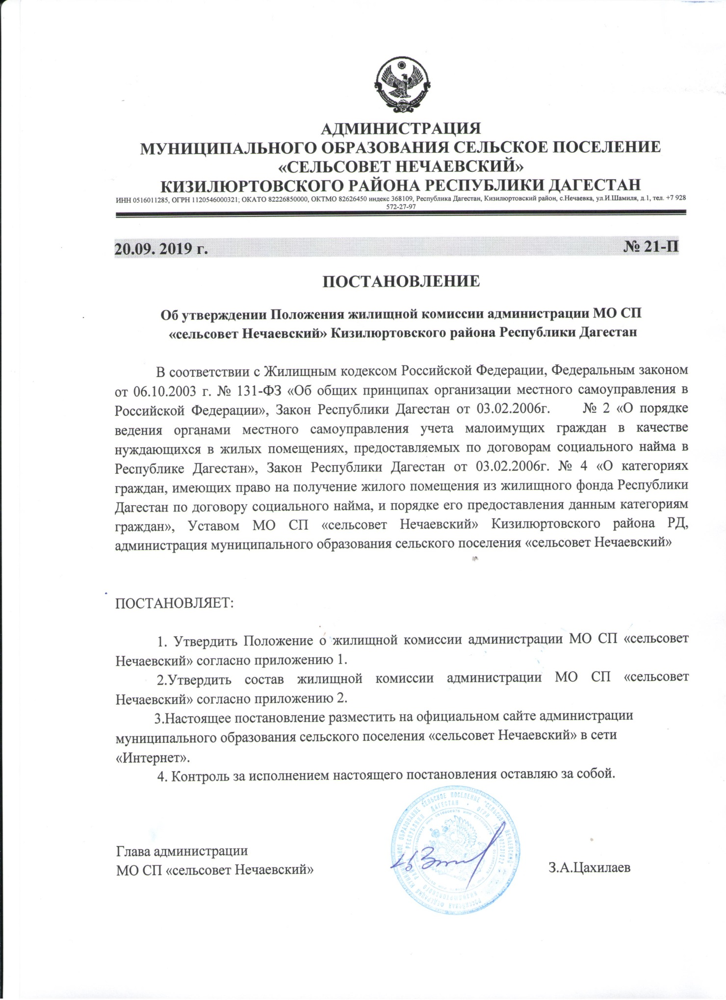 АДМИНИСТРАЦИЯ
МУНИЦИПАЛЬНОГО ОБРАЗОВАНИЯ СЕЛЬСКОЕ ПОСЕЛЕНИЕ
«СЕЛЬСОВЕТ НЕЧАЕВСКИЙ»
КИЗИЛЮРТОВСКОГО РАЙОНА РЕСПУБЛИКИ ДАГЕСТАН
ИНН 0516011285, ОГРН 1120546000321; ОКАТО 82226850000, ОКТМО 82626450 индекс 368109, Республика Дагестан, Кизилюртовский район, с.Нечаевка, ул.И.Шамиля, д.1, тел. +7 928
572-27-97
20.09. 2019 г. № 21-П
ПОСТАНОВЛЕНИЕ
Об утверждении Положения жилищной комиссии администрации МО СП
«сельсовет Нечаевский» Кизилюртовского района Республики Дагестан
В соответствии с Жилищным кодексом Российской Федерации, Федеральным законом
от 06.10.2003 г. № 131-ФЗ «Об общих принципах организации местного самоуправления в
Российской Федерации», Закон Республики Дагестан от 03.02.2006г. № 2 «О порядке
ведения органами местного самоуправления учета малоимущих граждан в качестве
нуждающихся в жилых помещениях, предоставляемых по договорам социального найма в
Республике Дагестан», Закон Республики Дагестан от 03.02.2006г. № 4 «О категориях
граждан, имеющих право на получение жилого помещения из жилищного фонда Республики
Дагестан по договору социального найма, и порядке его предоставления данным категориям
граждан», Уставом МО СП «сельсовет Нечаевский» Кизилюртовского района РД,
администрация муниципального образования сельского поселения «сельсовет Нечаевский»
ПОСТАНОВЛЯЕТ:
1. Утвердить Положение о жилищной комиссии администрации МО СП «сельсовет
Нечаевский» согласно приложению 1.
2.Утвердить состав жилищной комиссии администрации МО СП «сельсовет
Нечаевский» согласно приложению 2.
3.Настоящее постановление разместить на официальном сайте администрации
муниципального образования сельского поселения «сельсовет Нечаевский» в сети
«Интернет».
4. Контроль за исполнением настоящего постановления оставляю за собой.
Глава администрации
МО СП «сельсовет Нечаевский» З.А.Цахилаев